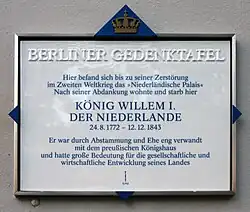 BERLINER GEDENKTAFEL
Hier befand sich bis zu seiner Zerstörung
im Zweiten Weltkrieg das »Niederländische Palais«
Nach seiner Abdankung wohnte und starb hier
KÖNIG WILLEM I.
DER NIEDERLANDE
24.8.1772 – 12.12.1843
Er war durch Abstammung und Ehe eng verwandt
mit dem preußischen Königshaus
und hatte große Bedeutung für die gesellschaftliche und
wirtschaftliche Entwicklung seines Landes